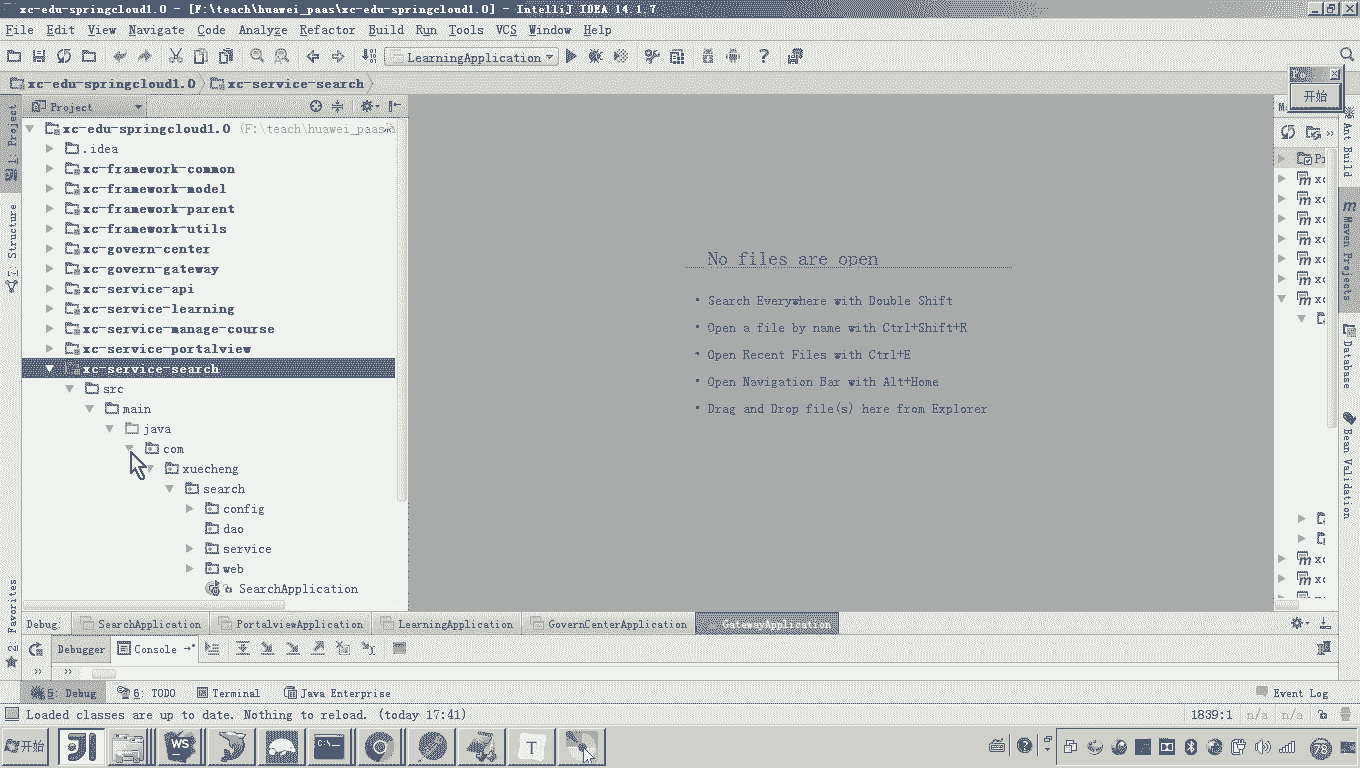 xc-edu-springcloud1.0 - [F:\teach\huawei_paas\xc-edu-springcloud1.0] - IntelliJ IDEA 14.1.7
File Edit View Navigate Code Analyze Refactor Build Run Tools VCS Window Help
LearningApplication
xc-edu-springcloud1.0 xc-service-search
开始
Project
xc-edu-springcloud1.0 (F:\teach\huawei_paas\
.idea
xc-framework-common
xc-framework-model
xc-framework-parent
xc-framework-utils
xc-govern-center
xc-govern-gateway
xc-service-api
xc-service-learning
xc-service-manage-course
xc-service-portalview
xc-service-search
src
main
java
com
xuecheng
search
config
dao
service
web
SearchApplication
1: Project
7: Structure
2: Favorites
No files are open
• Search Everywhere with Double Shift
• Open a file by name with Ctrl+Shift+R
• Open Recent Files with Ctrl+E
• Open Navigation Bar with Alt+Home
• Drag and Drop file(s) here from Explorer
Ant Build
Maven Projects
Database
Bean Validation
Debug: SearchApplication PortalviewApplication LearningApplication GovernCenterApplication GatewayApplication
Debugger Console
5: Debug 6: TODO Terminal Java Enterprise Event Log
Loaded classes are up to date. Nothing to reload. (today 17:41) 1839:1 n/a n/a
开始 WS C:\ T 78